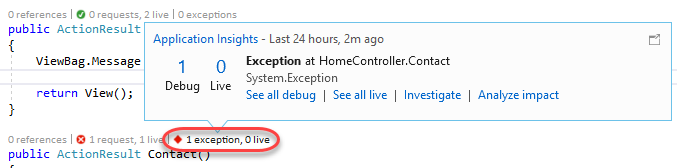 0 references | 0 requests, 2 live | 0 exceptions
public ActionResult
{
Application Insights - Last 24 hours, 2m ago
ViewBag.Message
1 Debug
0 Live
Exception at HomeController.Contact
System.Exception
See all debug | See all live | Investigate | Analyze impact
return View();
}
0 references | 1 request, 1 live | 1 exception, 0 live
public ActionResult Contact()